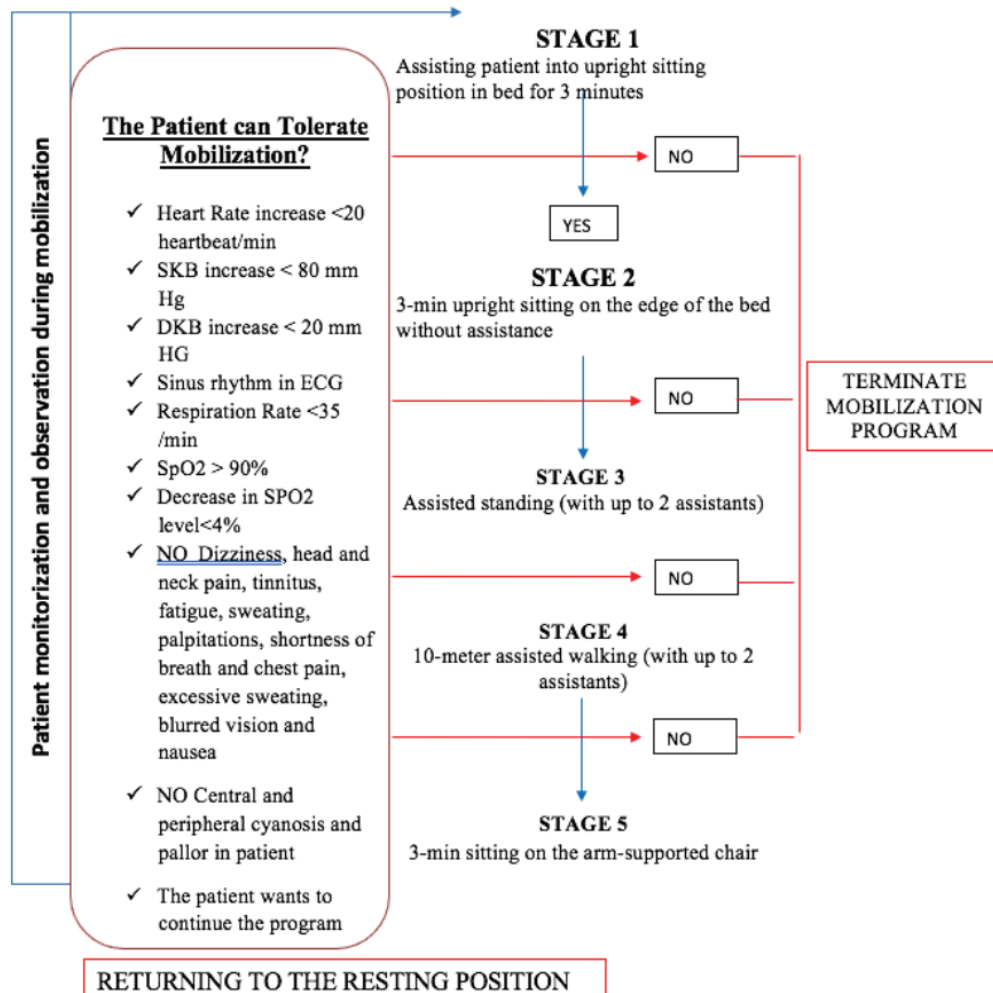 Patient monitorization and observation during mobilization
The Patient can Tolerate
Mobilization?
✓ Heart Rate increase <20
heartbeat/min
✓ SKB increase < 80 mm
Hg
✓ DKB increase < 20 mm
HG
✓ Sinus rhythm in ECG
✓ Respiration Rate <35
/min
✓ SpO2 > 90%
✓ Decrease in SPO2
level<4%
✓ NO Dizziness, head and
neck pain, tinnitus,
fatigue, sweating,
palpitations, shortness of
breath and chest pain,
excessive sweating,
blurred vision and
nausea
✓ NO Central and
peripheral cyanosis and
pallor in patient
✓ The patient wants to
continue the program
STAGE 1
Assisting patient into upright sitting
position in bed for 3 minutes
NO
YES
STAGE 2
3-min upright sitting on the edge of the bed
without assistance
NO
STAGE 3
Assisted standing (with up to 2 assistants)
NO
STAGE 4
10-meter assisted walking (with up to 2
assistants)
NO
STAGE 5
3-min sitting on the arm-supported chair
TERMINATE
MOBILIZATION
PROGRAM
RETURNING TO THE RESTING POSITION